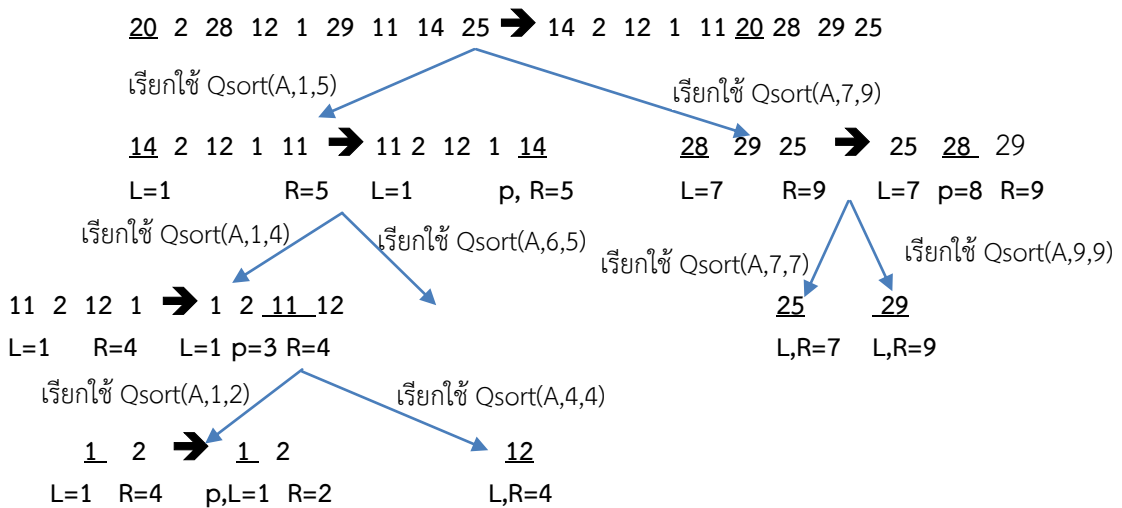 20 2 28 12 1 29 11 14 25 ➔ 14 2 12 1 11 20 28 29 25
เรียกใช้ Qsort(A,1,5) เรียกใช้ Qsort(A,7,9)
14 2 12 1 11 ➔ 11 2 12 1 14 28 29 25 ➔ 25 28 29
L=1 R=5 L=1 p, R=5 L=7 R=9 L=7 p=8 R=9
เรียกใช้ Qsort(A,1,4) เรียกใช้ Qsort(A,6,5) เรียกใช้ Qsort(A,7,7) เรียกใช้ Qsort(A,9,9)
11 2 12 1 ➔ 1 2 11 12 25 29
L=1 R=4 L=1 p=3 R=4 L,R=7 L,R=9
เรียกใช้ Qsort(A,1,2) เรียกใช้ Qsort(A,4,4)
1 2 ➔ 1 2 12
L=1 R=4 p,L=1 R=2 L,R=4